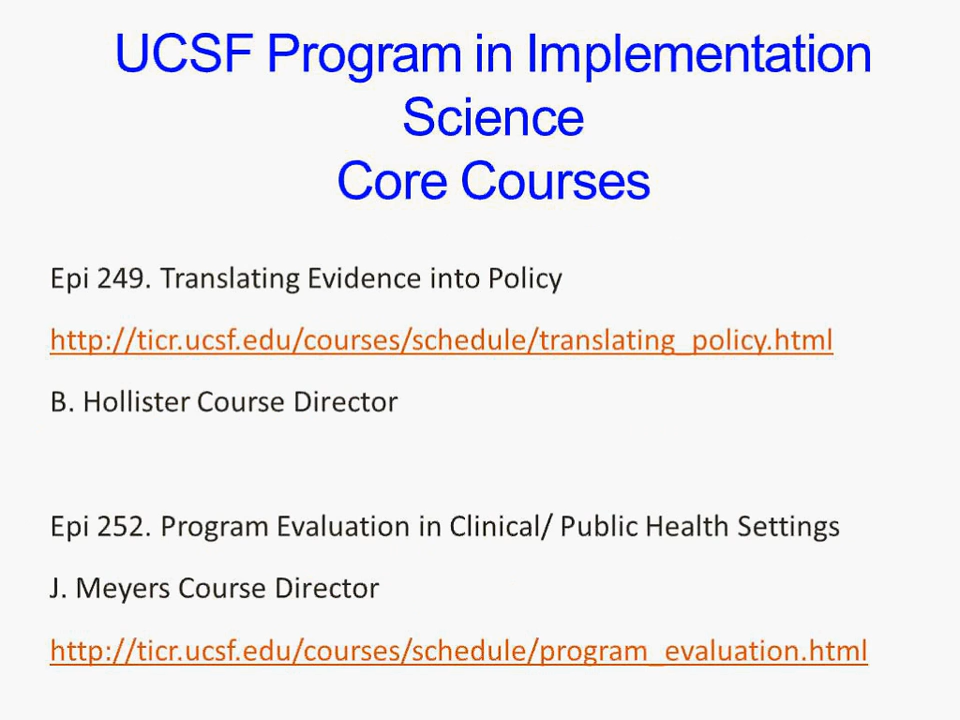 UCSF Program in Implementation
Science
Core Courses
Epi 249. Translating Evidence into Policy
http://ticr.ucsf.edu/courses/schedule/translating_policy.html
B. Hollister Course Director
Epi 252. Program Evaluation in Clinical/ Public Health Settings
J. Meyers Course Director
http://ticr.ucsf.edu/courses/schedule/program_evaluation.html